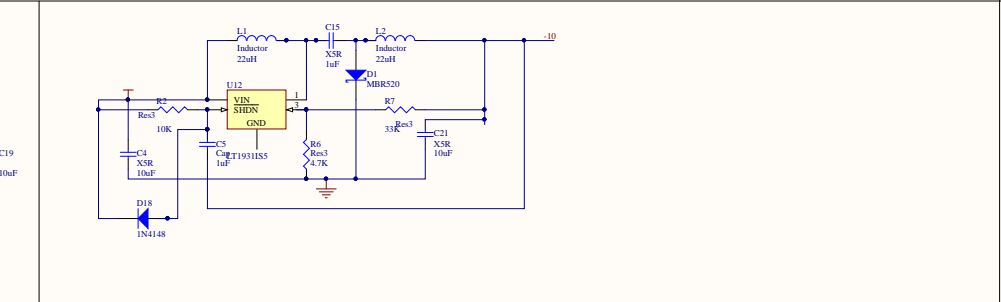 C15
L1
L2
-10
Inductor
X5R
Inductor
22uH
1uF
22uH
D1
MBR520
U12
VIN
1
R2
SHDN
3
R7
Res3
GND
Res3
10K
33K
C21
X5R
10uF
C19
10uF
C4
X5R
10uF
C5
Cap
1uF
LT1931IS5
R6
Res3
4.7K
D18
1N4148